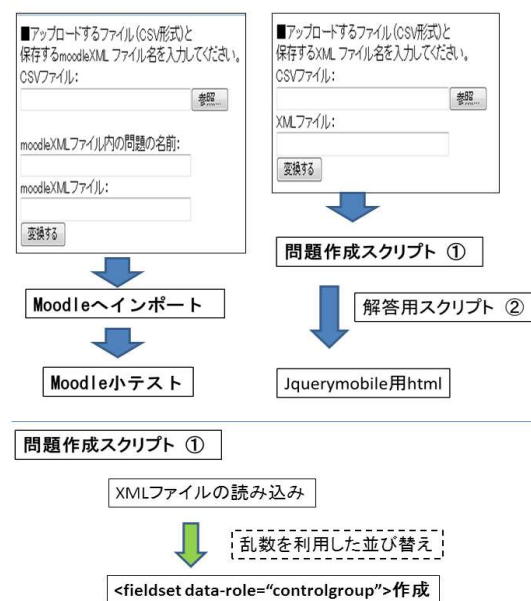 ■アップロードするファイル(CSV形式)と
保存するmoodleXML ファイル名を入力してください。
CSVファイル:
参照...
moodleXMLファイル内の問題の名前:
moodleXMLファイル:
変換する
Moodleへインポート
Moodle小テスト
■アップロードするファイル(CSV形式)と
保存するXML ファイル名を入力してください。
CSVファイル:
参照...
XMLファイル:
変換する
問題作成スクリプト ①
解答用スクリプト ②
Jquerymobile用html
問題作成スクリプト ①
XMLファイルの読み込み
乱数を利用した並び替え
<fieldset data-role=“controlgroup”>作成